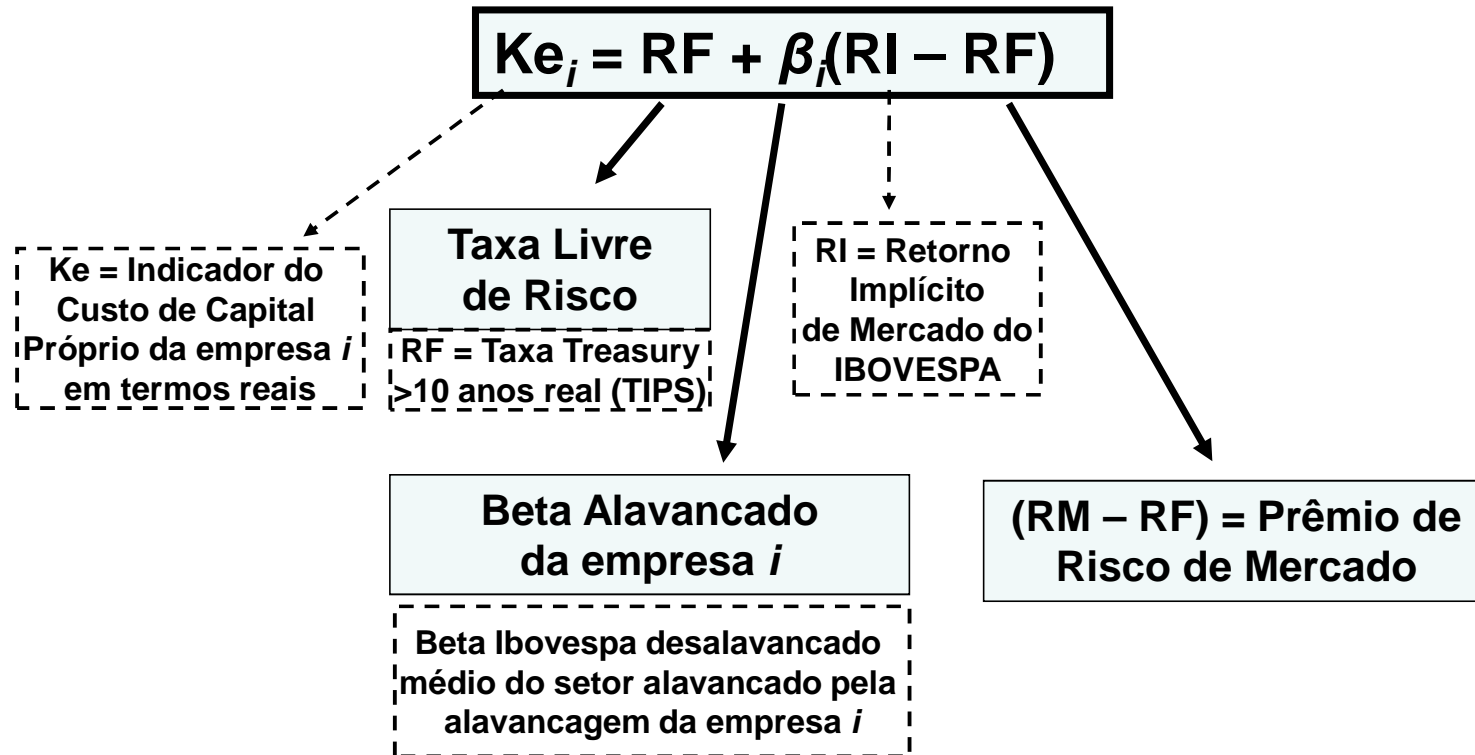 Ke𝑖 = RF + β𝑖(RI – RF)
Ke = Indicador do
Custo de Capital
Próprio da empresa i
em termos reais
Taxa Livre
de Risco
RF = Taxa Treasury
>10 anos real (TIPS)
RI = Retorno
Implícito
de Mercado do
IBOVESPA
Beta Alavancado
da empresa i
Beta Ibovespa desalavancado
médio do setor alavancado pela
alavancagem da empresa i
(RM – RF) = Prêmio de
Risco de Mercado